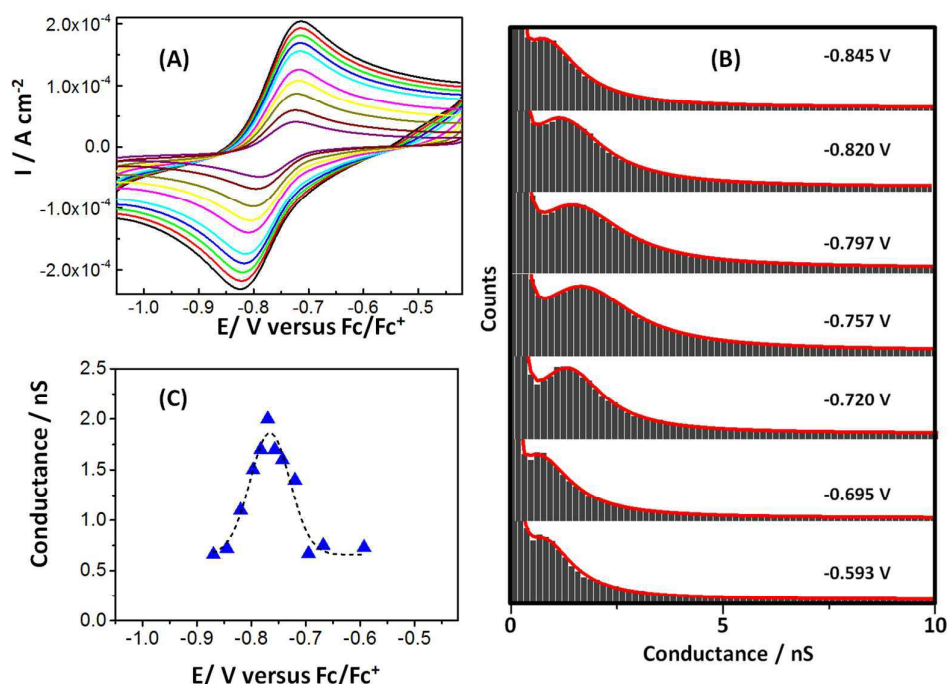 (A)
I / A cm⁻²
2.0x10⁻⁴
1.0x10⁻⁴
0.0
-1.0x10⁻⁴
-2.0x10⁻⁴
-1.0 -0.9 -0.8 -0.7 -0.6 -0.5
E/ V versus Fc/Fc⁺
(B)
Counts
-0.845 V
-0.820 V
-0.797 V
-0.757 V
-0.720 V
-0.695 V
-0.593 V
0 5 10
Conductance / nS
(C)
Conductance / nS
2.5
2.0
1.5
1.0
0.5
0.0
-1.0 -0.9 -0.8 -0.7 -0.6 -0.5
E/ V versus Fc/Fc⁺